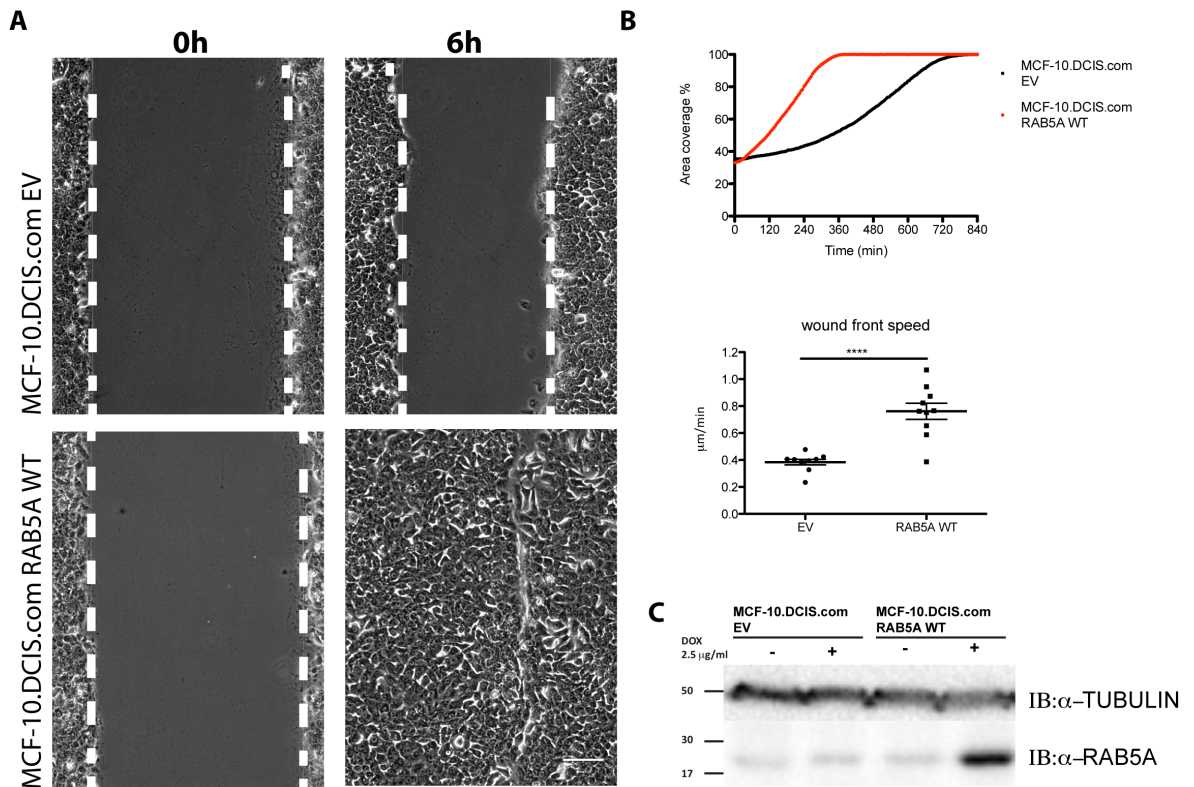 A
0h
6h
MCF-10.DCIS.com EV
MCF-10.DCIS.com RAB5A WT
B
100
80
60
40
20
0
Area coverage %
0 120 240 360 480 600 720 840
Time (min)
MCF-10.DCIS.com
EV
MCF-10.DCIS.com
RAB5A WT
wound front speed
****
1.2
1.0
0.8
0.6
0.4
0.2
0.0
μm/min
EV RAB5A WT
C
MCF-10.DCIS.com
EV
MCF-10.DCIS.com
RAB5A WT
DOX
2.5 μg/ml
- + - +
50
IB:α–TUBULIN
30
IB:α–RAB5A
17